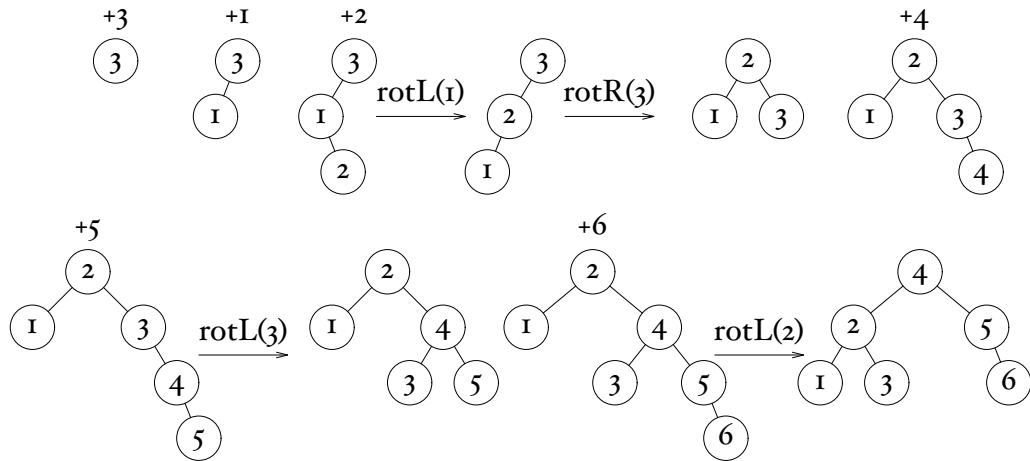 +3 +1 +2 +4
3 3 3 3 2 2
rotL(1) rotR(3)
1 1 2 1 3 1 3
2 1 4
+5 +6
2 2 2 4
1 3 rotL(3) 1 4 1 4 rotL(2) 2 5
4 3 5 3 5 1 3 6
5 6